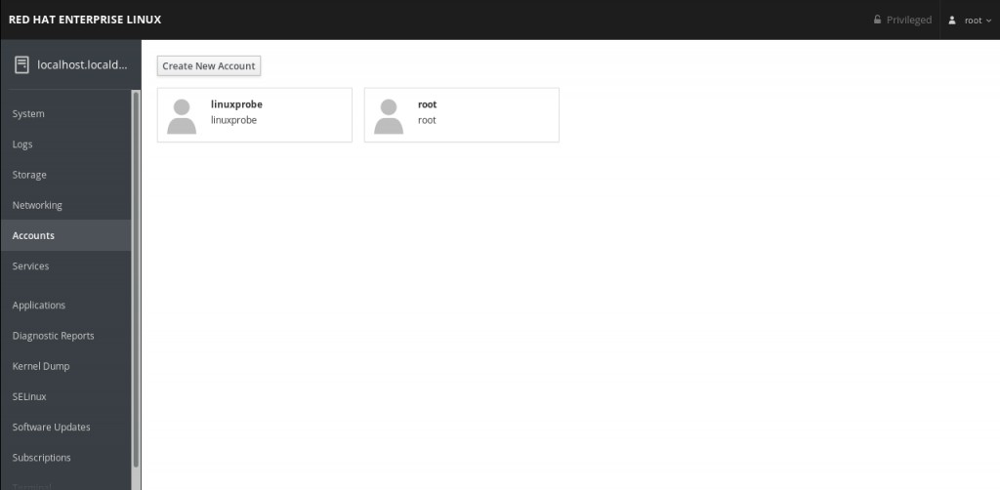 RED HAT ENTERPRISE LINUX
Privileged
root
localhost.locald...
System
Logs
Storage
Networking
Accounts
Services
Applications
Diagnostic Reports
Kernel Dump
SELinux
Software Updates
Subscriptions
Terminal
Create New Account
linuxprobe
linuxprobe
root
root